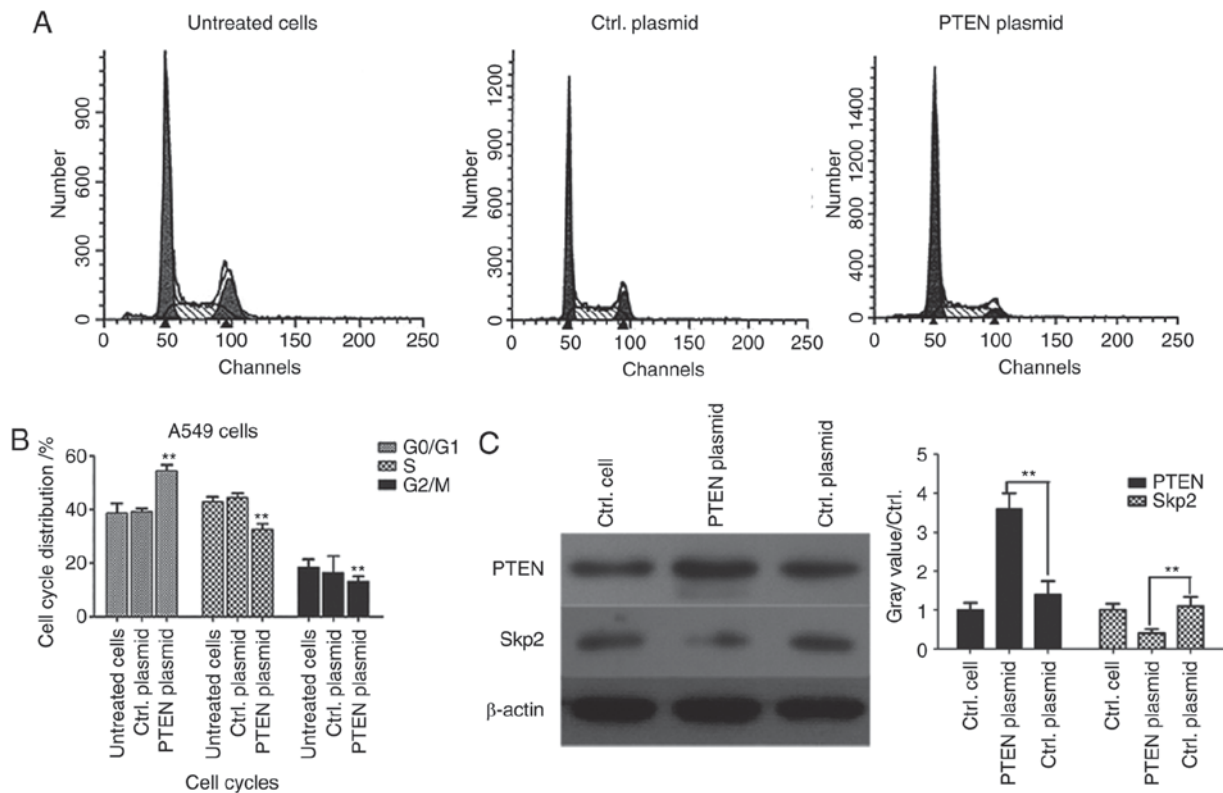 A
Untreated cells
Number
0
300
600
900
0 50 100 150 200 250
Channels
Ctrl. plasmid
Number
0
300
600
900
1200
0 50 100 150 200 250
Channels
PTEN plasmid
Number
0
400
800
1200
1400
0 50 100 150 200 250
Channels
B
A549 cells
Cell cycle distribution /%
60
40
20
0
**
**
**
G0/G1
S
G2/M
Untreated cells
Ctrl. plasmid
PTEN plasmid
Untreated cells
Ctrl. plasmid
PTEN plasmid
Untreated cells
Ctrl. plasmid
PTEN plasmid
Cell cycles
C
Ctrl. cell
PTEN plasmid
Ctrl. plasmid
PTEN
Skp2
β-actin
Gray value/Ctrl.
5
4
3
2
1
0
**
**
PTEN
Skp2
Ctrl. cell
PTEN plasmid
Ctrl. plasmid
Ctrl. cell
PTEN plasmid
Ctrl. plasmid